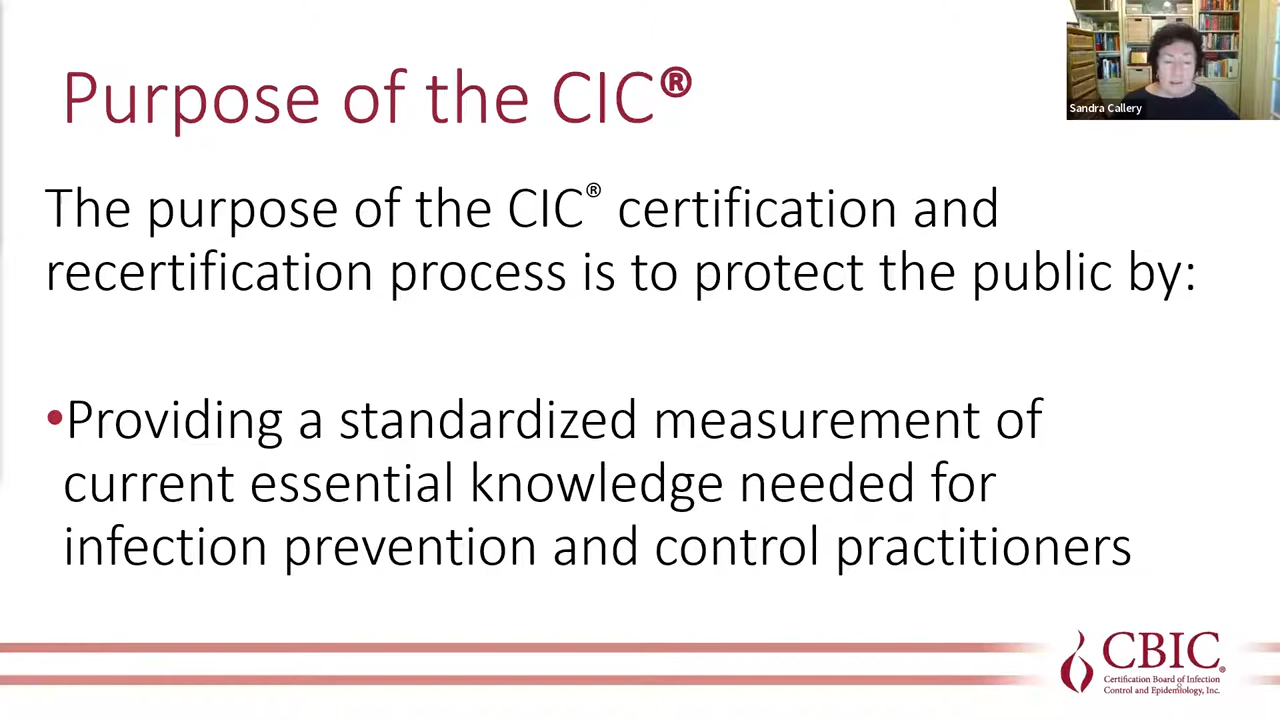 Purpose of the CIC®
Sandra Callery
The purpose of the CIC® certification and
recertification process is to protect the public by:
•Providing a standardized measurement of
current essential knowledge needed for
infection prevention and control practitioners
CBIC®
Certification Board of Infection
Control and Epidemiology, Inc.